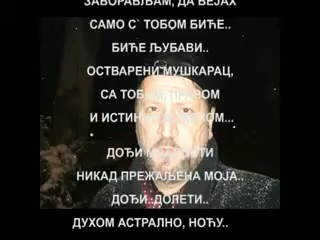 ЗАБОРАВЉАМ, ДА ВЕЈАХ
САМО С` ТОБОМ БИЋЕ..
БИЋЕ ЉУБАВИ..
ОСТВАРЕНИ МУШКАРАЦ,
СА ТОБОМ
И ИСТИН
ДОЂИ
НИКАД ПРЕЖАЉЕНА МОЈА..
ДОЂИ..ДОЛЕТИ..
ДУХОМ АСТРАЛНО, НОЋУ..